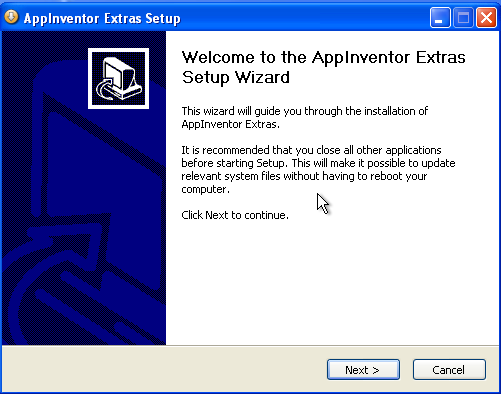 AppInventor Extras Setup
Welcome to the AppInventor Extras
Setup Wizard
This wizard will guide you through the installation of
AppInventor Extras.
It is recommended that you close all other applications
before starting Setup. This will make it possible to update
relevant system files without having to reboot your
computer.
Click Next to continue.
Next >
Cancel